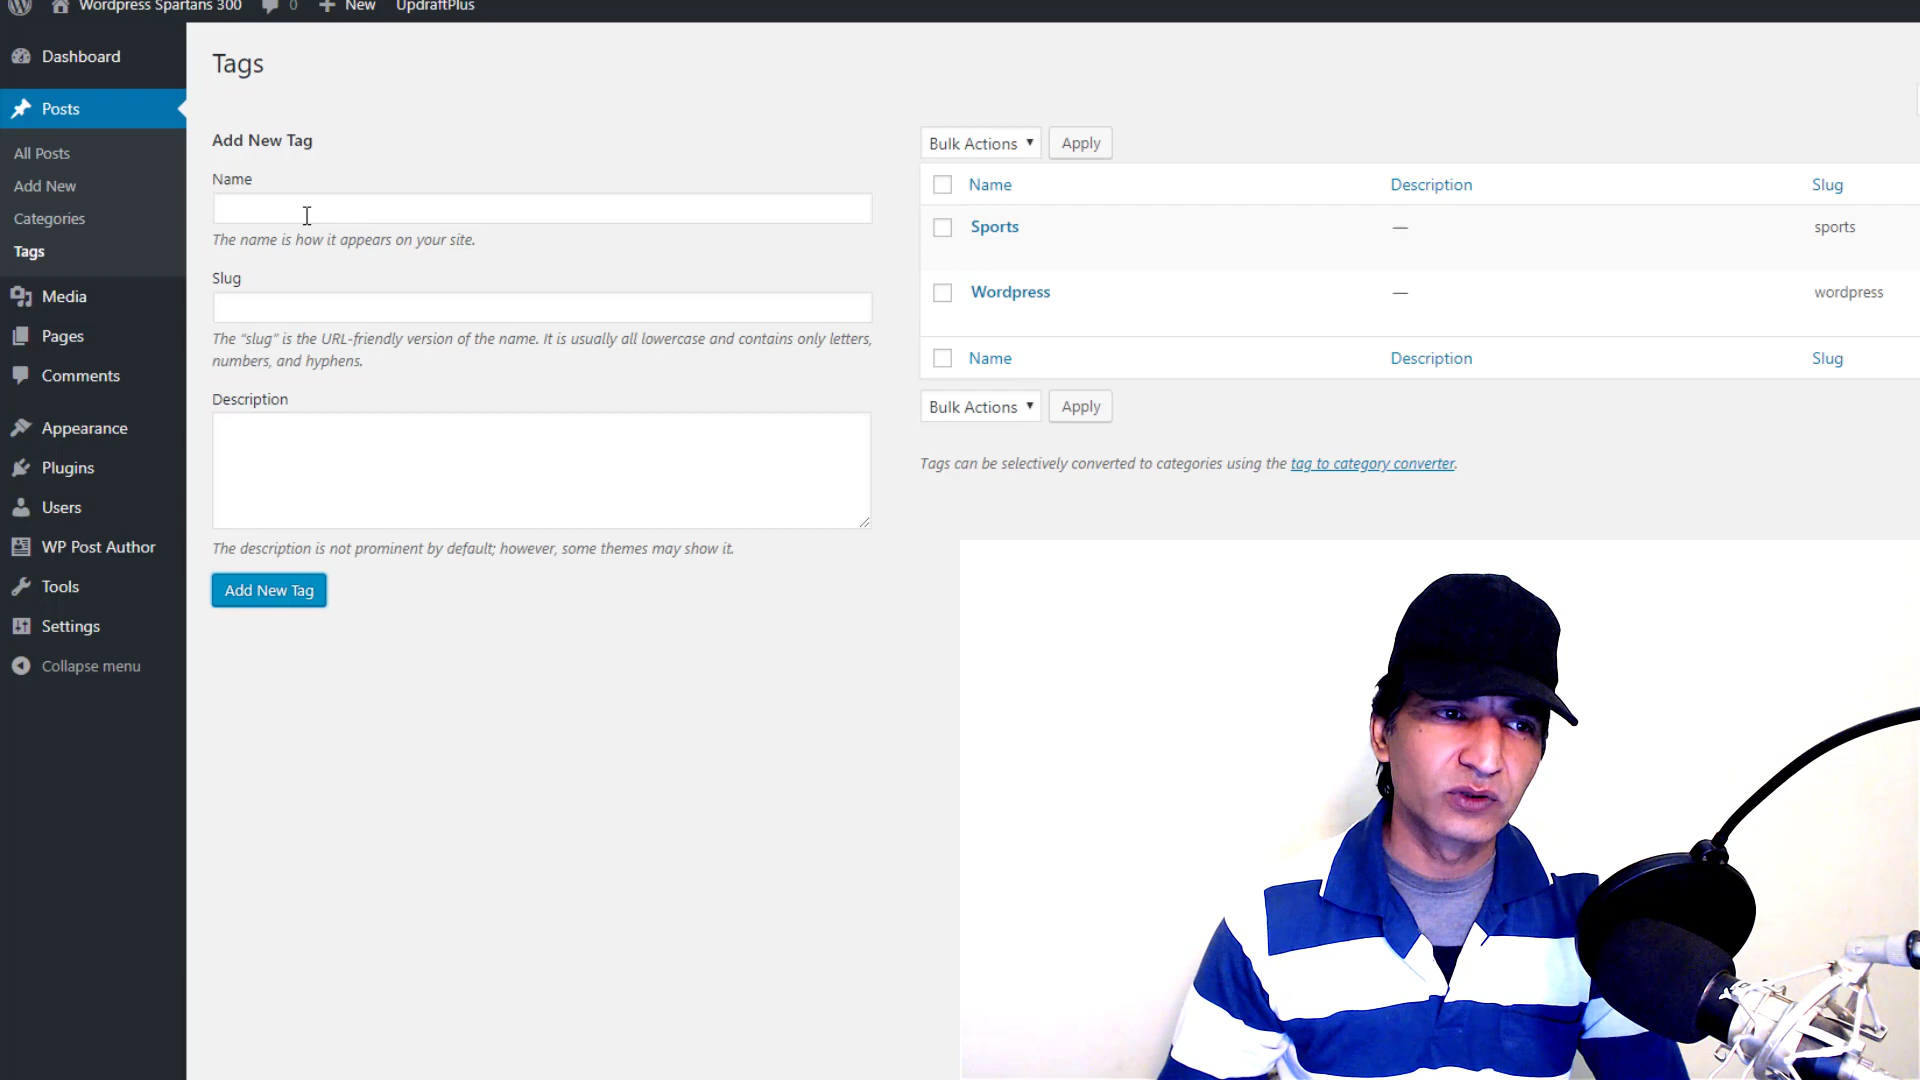 Wordpress Spartans 300 0 New UpdraftPlus
Dashboard
Posts
All Posts
Add New
Categories
Tags
Media
Pages
Comments
Appearance
Plugins
Users
WP Post Author
Tools
Settings
Collapse menu
Tags
Add New Tag
Name
The name is how it appears on your site.
Slug
The “slug” is the URL-friendly version of the name. It is usually all lowercase and contains only letters,
numbers, and hyphens.
Description
The description is not prominent by default; however, some themes may show it.
Add New Tag
Bulk Actions Apply
Name Description Slug
Sports — sports
Wordpress — wordpress
Name Description Slug
Bulk Actions Apply
Tags can be selectively converted to categories using the tag to category converter.